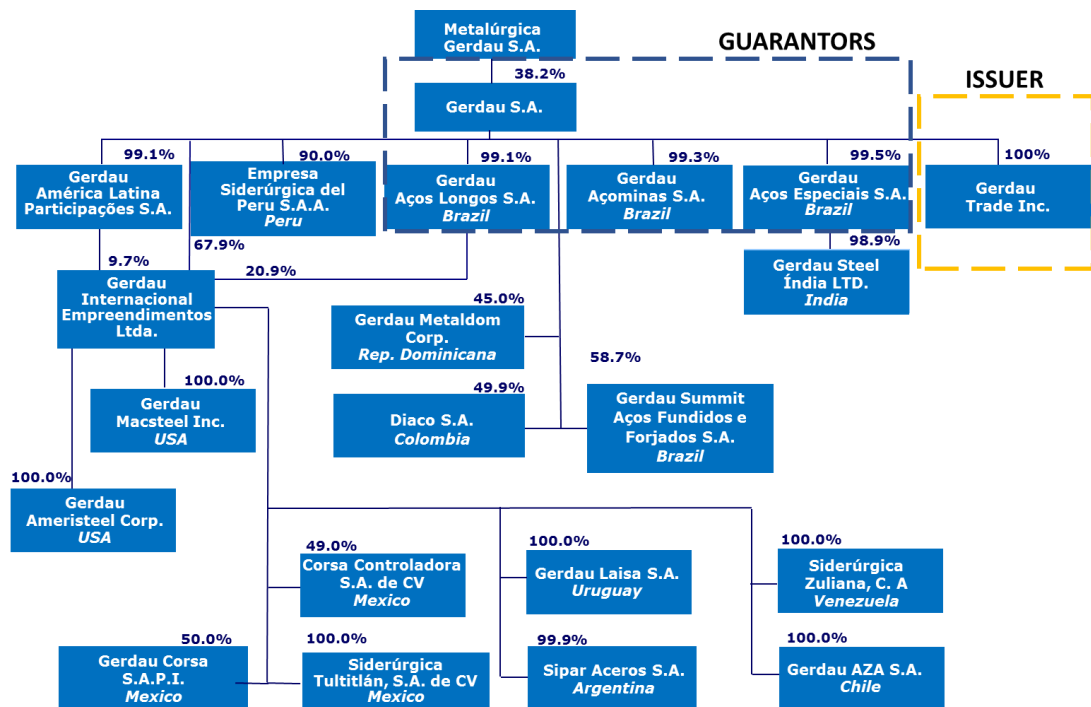 Metalúrgica
Gerdau S.A.
GUARANTORS
38.2%
ISSUER
Gerdau S.A.
99.1%
Gerdau
América Latina
Participações S.A.
90.0%
Empresa
Siderúrgica del
Peru S.A.A.
Peru
99.1%
Gerdau
Aços Longos S.A.
Brazil
99.3%
Gerdau
Açominas S.A.
Brazil
99.5%
Gerdau
Aços Especiais S.A.
Brazil
100%
Gerdau
Trade Inc.
67.9%
9.7%
20.9%
98.9%
Gerdau Steel
Índia LTD.
India
Gerdau
Internacional
Empreendimentos
Ltda.
45.0%
Gerdau Metaldom
Corp.
Rep. Dominicana
58.7%
100.0%
Gerdau
Macsteel Inc.
USA
49.9%
Diaco S.A.
Colombia
Gerdau Summit
Aços Fundidos e
Forjados S.A.
Brazil
100.0%
Gerdau
Ameristeel Corp.
USA
49.0%
Corsa Controladora
S.A. de CV
Mexico
100.0%
Gerdau Laisa S.A.
Uruguay
100.0%
Siderúrgica
Zuliana, C. A
Venezuela
50.0%
Gerdau Corsa
S.A.P.I.
Mexico
100.0%
Siderúrgica
Tultitlán, S.A. de CV
Mexico
99.9%
Sipar Aceros S.A.
Argentina
100.0%
Gerdau AZA S.A.
Chile